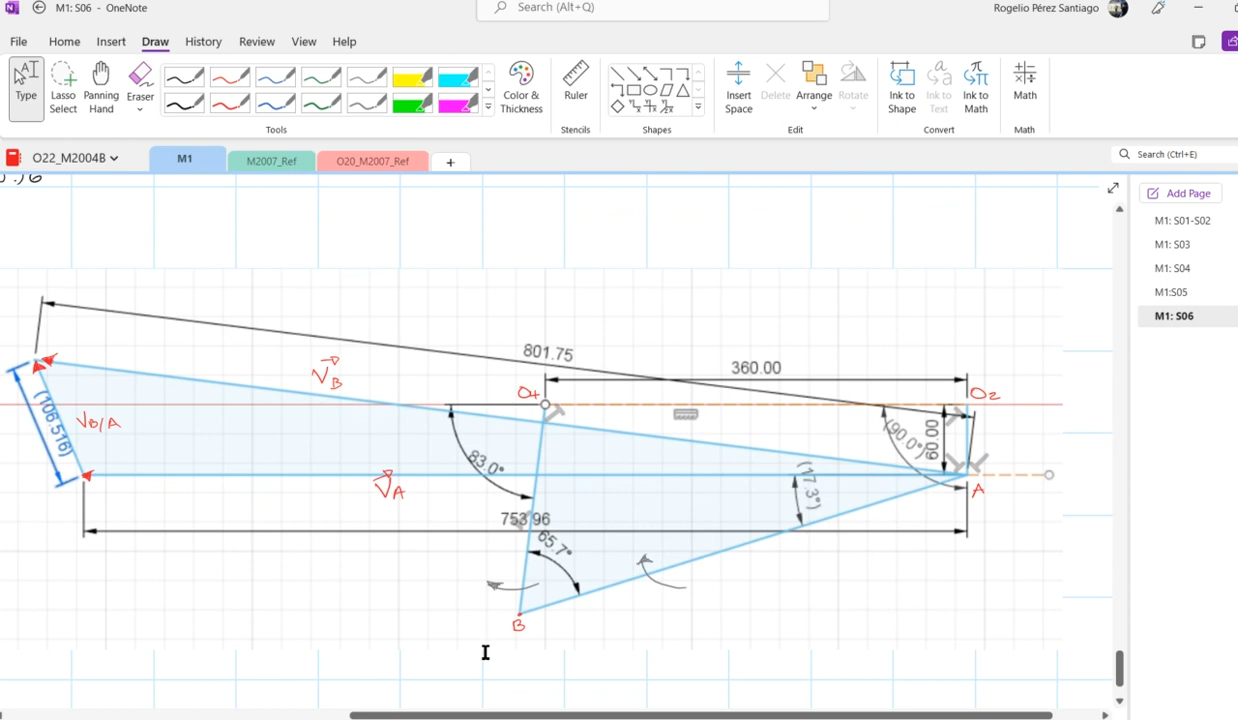 M1: S06 - OneNote
Search (Alt+Q)
Rogelio Pérez Santiago
File Home Insert Draw History Review View Help
Type
Lasso Select
Panning Hand
Eraser
Color & Thickness
Ruler
Insert Space
Delete
Arrange
Rotate
Ink to Shape
Ink to Text
Ink to Math
Math
Tools
Stencils
Shapes
Edit
Convert
Math
O22_M2004B
M1
M2007_Ref
O20_M2007_Ref
Search (Ctrl+E)
Add Page
M1: S01-S02
M1: S03
M1: S04
M1:S05
M1: S06
801.75
360.00
V_B
O4
O2
(106.516)
V_B/A
(90.0°)
60.00
83.0°
V_A
(17.3°)
A
753.96
65.7°
B